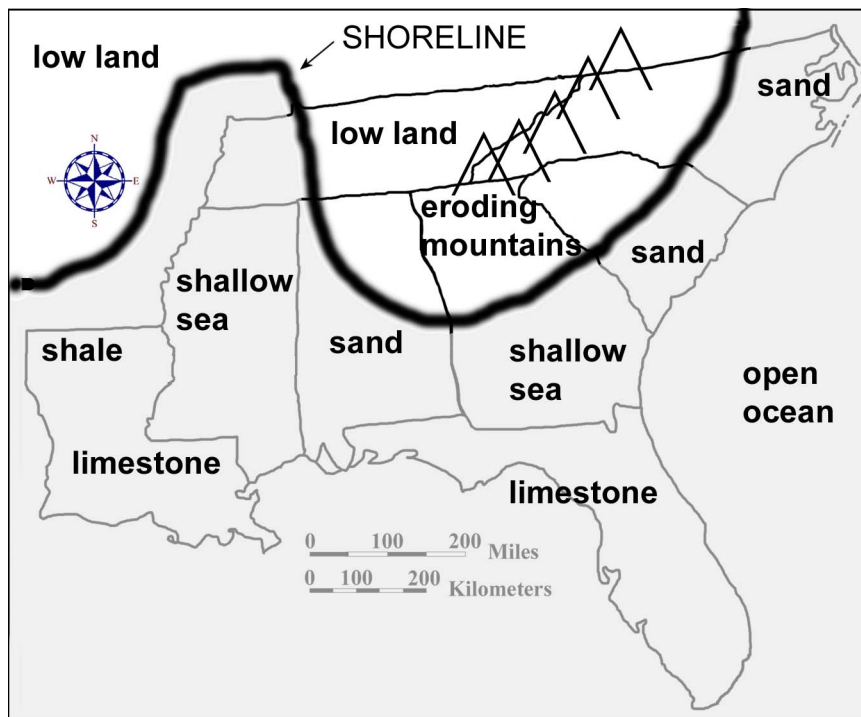 SHORELINE
low land
sand
low land
N
W
E
S
eroding
mountains
sand
shallow
sea
shale
sand
shallow
sea
open
ocean
limestone
limestone
0 100 200 Miles
0 100 200 Kilometers